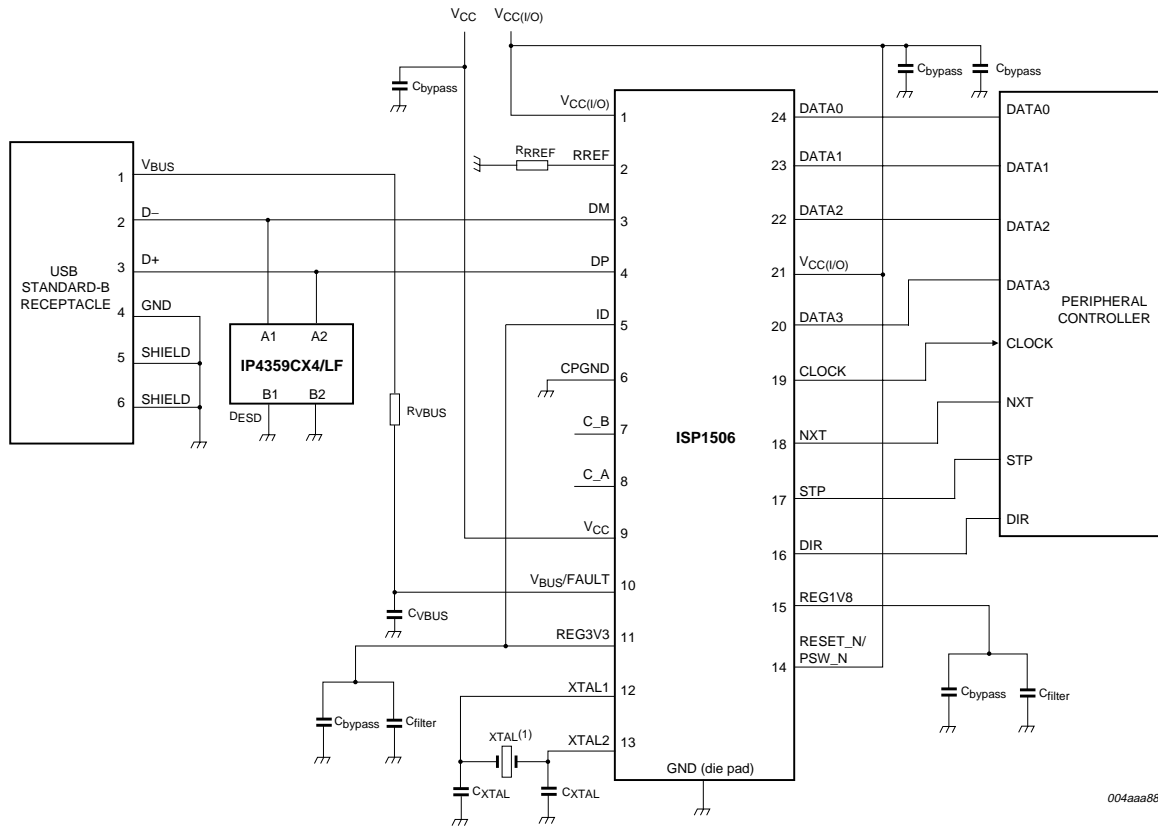 VCC
VCC(I/O)
Cbypass
Cbypass
Cbypass
USB
STANDARD-B
RECEPTACLE
1
VBUS
2
D−
3
D+
4
GND
5
SHIELD
6
SHIELD
A1
A2
IP4359CX4/LF
B1
B2
DESD
RVBUS
CVBUS
RRREF
VCC(I/O)
1
RREF
2
DM
3
DP
4
ID
5
CPGND
6
C_B
7
C_A
8
VCC
9
VBUS/FAULT
10
REG3V3
11
XTAL1
12
XTAL2
13
Cbypass
Cfilter
XTAL(1)
CXTAL
CXTAL
ISP1506
GND (die pad)
24
DATA0
23
DATA1
22
DATA2
21
VCC(I/O)
20
DATA3
19
CLOCK
18
NXT
17
STP
16
DIR
15
REG1V8
14
RESET_N/
PSW_N
Cbypass
Cfilter
DATA0
DATA1
DATA2
DATA3
PERIPHERAL
CONTROLLER
CLOCK
NXT
STP
DIR
004aaa88